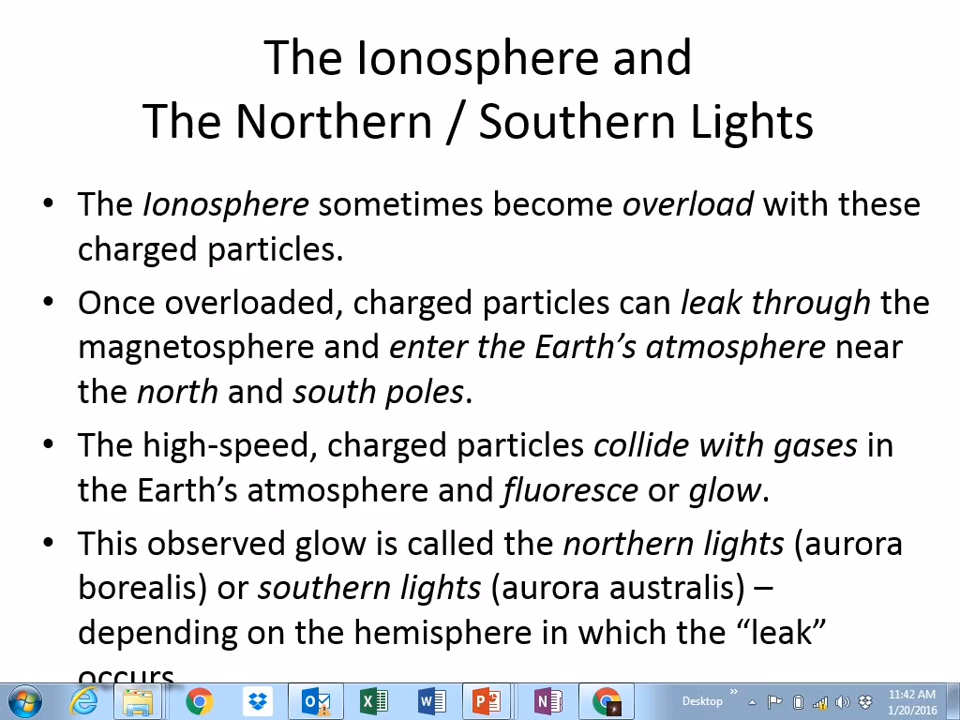 The Ionosphere and
The Northern / Southern Lights
• The Ionosphere sometimes become overload with these
charged particles.
• Once overloaded, charged particles can leak through the
magnetosphere and enter the Earth’s atmosphere near
the north and south poles.
• The high-speed, charged particles collide with gases in
the Earth’s atmosphere and fluoresce or glow.
• This observed glow is called the northern lights (aurora
borealis) or southern lights (aurora australis) –
depending on the hemisphere in which the “leak”
occurs
Desktop
11:42 AM
1/20/2016